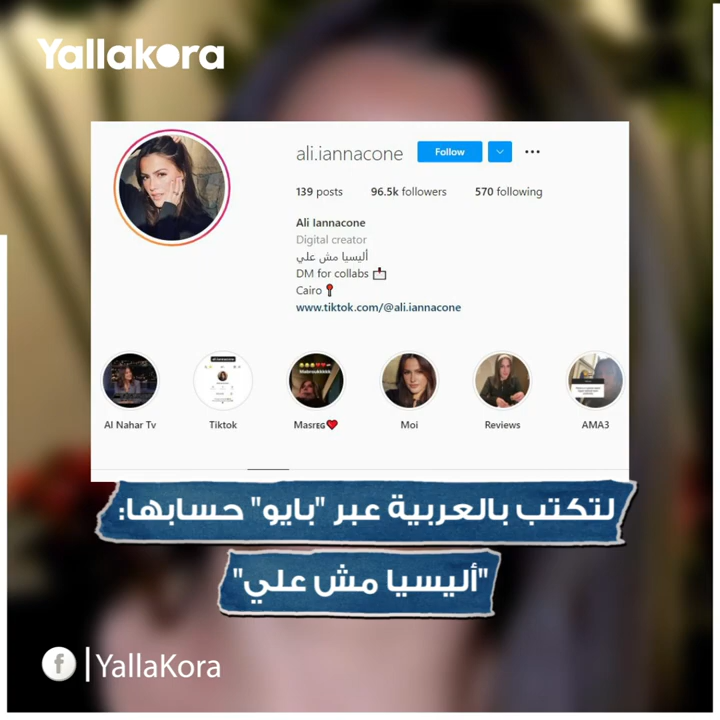 Yallakora
ali.iannacone
Follow
139 posts 96.5k followers 570 following
Ali Iannacone
Digital creator
أليسيا مش علي
DM for collabs
Cairo
www.tiktok.com/@ali.iannacone
Al Nahar Tv
Tiktok
Masr🇪🇬❤️
Moi
Reviews
AMA3
لتكتب بالعربية عبر "بايو" حسابها:
"أليسيا مش علي"
f | YallaKora